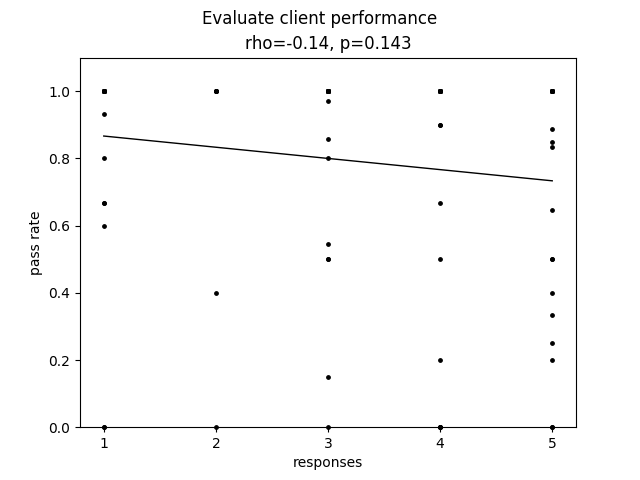 Evaluate client performance
rho=-0.14, p=0.143
pass rate
1.0
0.8
0.6
0.4
0.2
0.0
1 2 3 4 5
responses